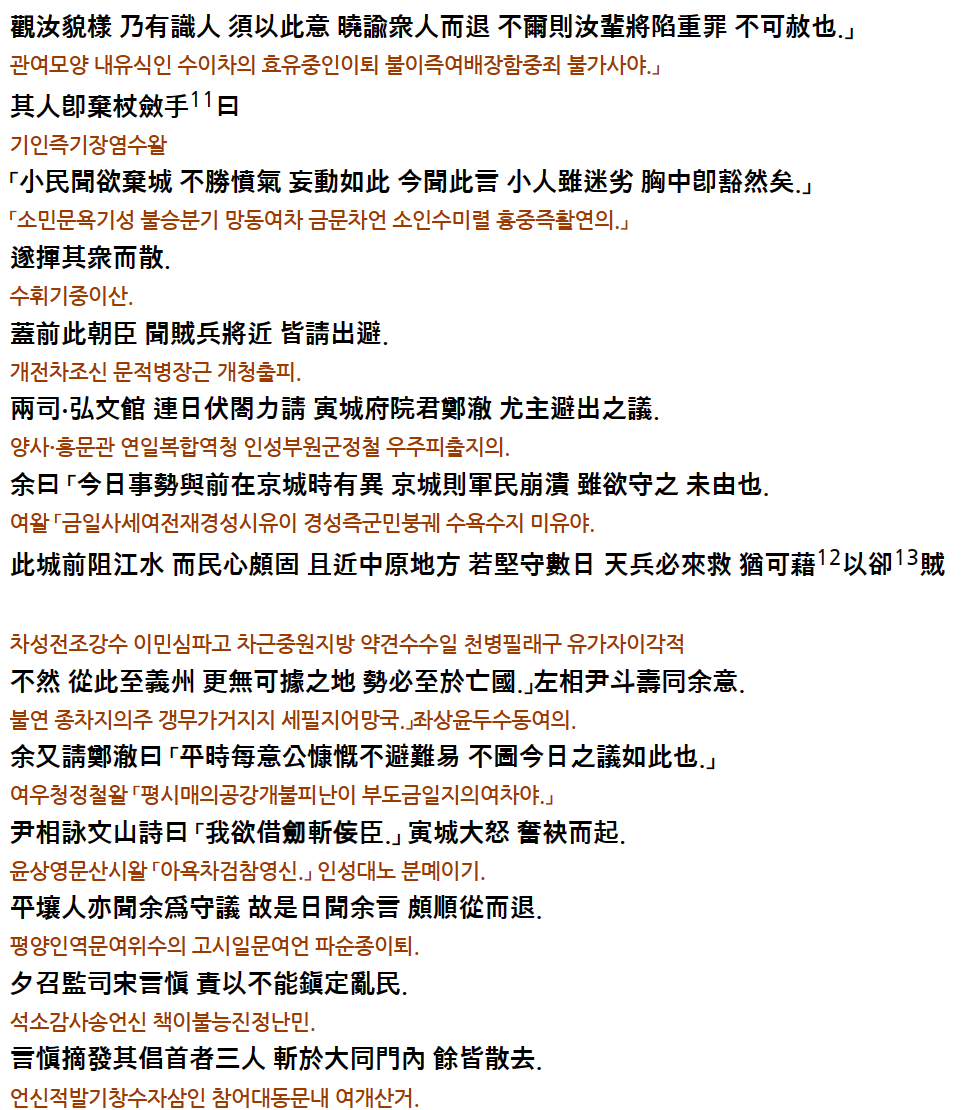 觀汝貌樣 乃有識人 須以此意 曉諭衆人而退 不爾則汝輩將陷重罪 不可赦也.」
관여모양 내유식인 수이차의 효유중인이퇴 불이즉여배장함중죄 불가사야.」
其人卽棄杖斂手11曰
기인즉기장염수왈
「小民聞欲棄城 不勝憤氣 妄動如此 今聞此言 小人雖迷劣 胸中卽豁然矣.」
「소민문욕기성 불승분기 망동여차 금문차언 소인수미렬 흉중즉활연의.」
遂揮其衆而散.
수휘기중이산.
蓋前此朝臣 聞賊兵將近 皆請出避.
개전차조신 문적병장근 개청출피.
兩司·弘文館 連日伏閤力請 寅城府院君鄭澈 尤主避出之議.
양사·홍문관 연일복합역청 인성부원군정철 우주피출지의.
余曰「今日事勢與前在京城時有異 京城則軍民崩潰 雖欲守之 未由也.
여왈「금일사세여전재경성시유이 경성즉군민붕궤 수욕수지 미유야.
此城前阻江水 而民心頗固 且近中原地方 若堅守數日 天兵必來救 猶可藉12以卻13賊
차성전조강수 이민심파고 차근중원지방 약견수수일 천병필래구 유가자이각적
不然 從此至義州 更無可據之地 勢必至於亡國.」左相尹斗壽同余意.
불연 종차지의주 갱무가거지지 세필지어망국.」좌상윤두수동여의.
余又請鄭澈曰「平時每意公慷慨不避難易 不圖今日之議如此也.」
여우청정철왈「평시매의공강개불피난이 부도금일지의여차야.」
尹相詠文山詩曰「我欲借劒斬佞臣.」寅城大怒 奮袂而起.
윤상영문산시왈「아욕차검참영신.」 인성대노 분몌이기.
平壤人亦聞余爲守議 故是日聞余言 頗順從而退.
평양인역문여위수의 고시일문여언 파순종이퇴.
夕召監司宋言愼 責以不能鎭定亂民.
석소감사송언신 책이불능진정난민.
言愼摘發其倡首者三人 斬於大同門內 餘皆散去.
언신적발기창수자삼인 참어대동문내 여개산거.